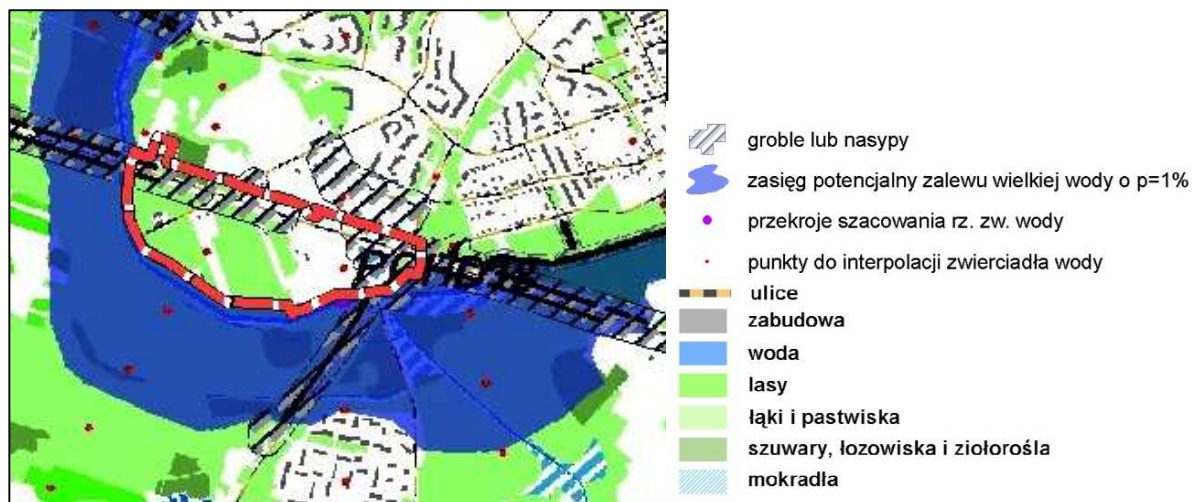 groble lub nasypy
zasięg potencjalny zalewu wielkiej wody o p=1%
przekroje szacowania rz. zw. wody
punkty do interpolacji zwierciadła wody
ulice
zabudowa
woda
lasy
łąki i pastwiska
szuwary, łozowiska i ziołorośla
mokradła